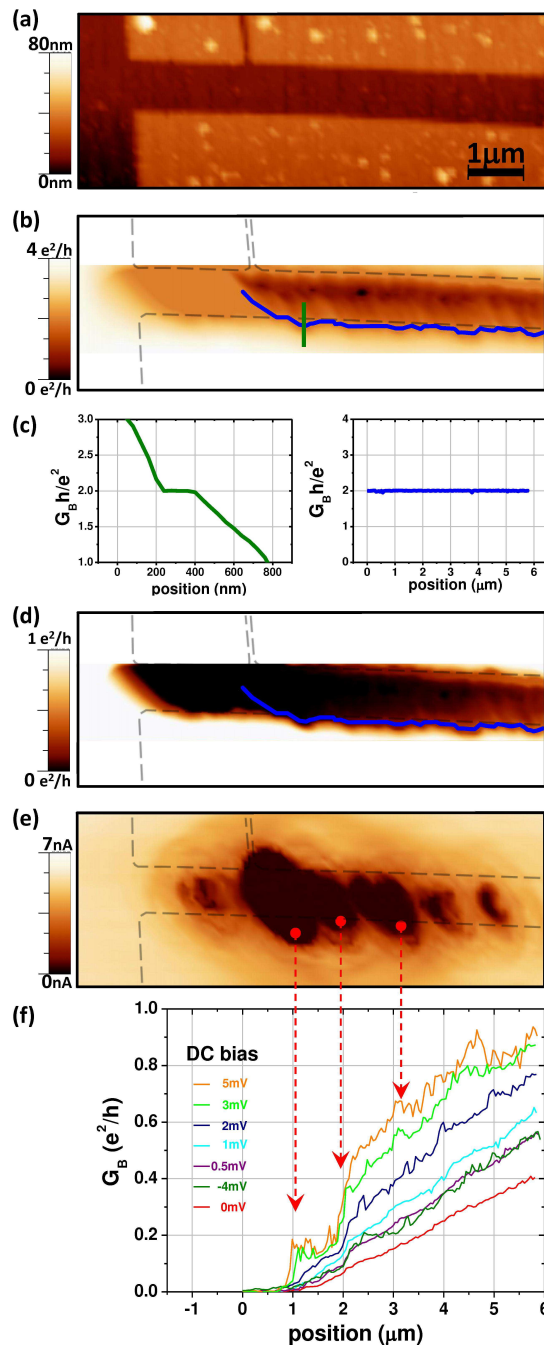 (a)
80nm
0nm
1μm
(b)
4 e²/h
0 e²/h
(c)
3.0
2.5
2.0
1.5
1.0
G_B h/e²
0 200 400 600 800
position (nm)
4
3
2
1
0
G_B h/e²
0 1 2 3 4 5 6
position (μm)
(d)
1 e²/h
0 e²/h
(e)
7nA
0nA
(f)
1.0
0.8
0.6
0.4
0.2
0.0
G_B (e²/h)
DC bias
5mV
3mV
2mV
1mV
0.5mV
-4mV
0mV
-1 0 1 2 3 4 5 6
position (μm)